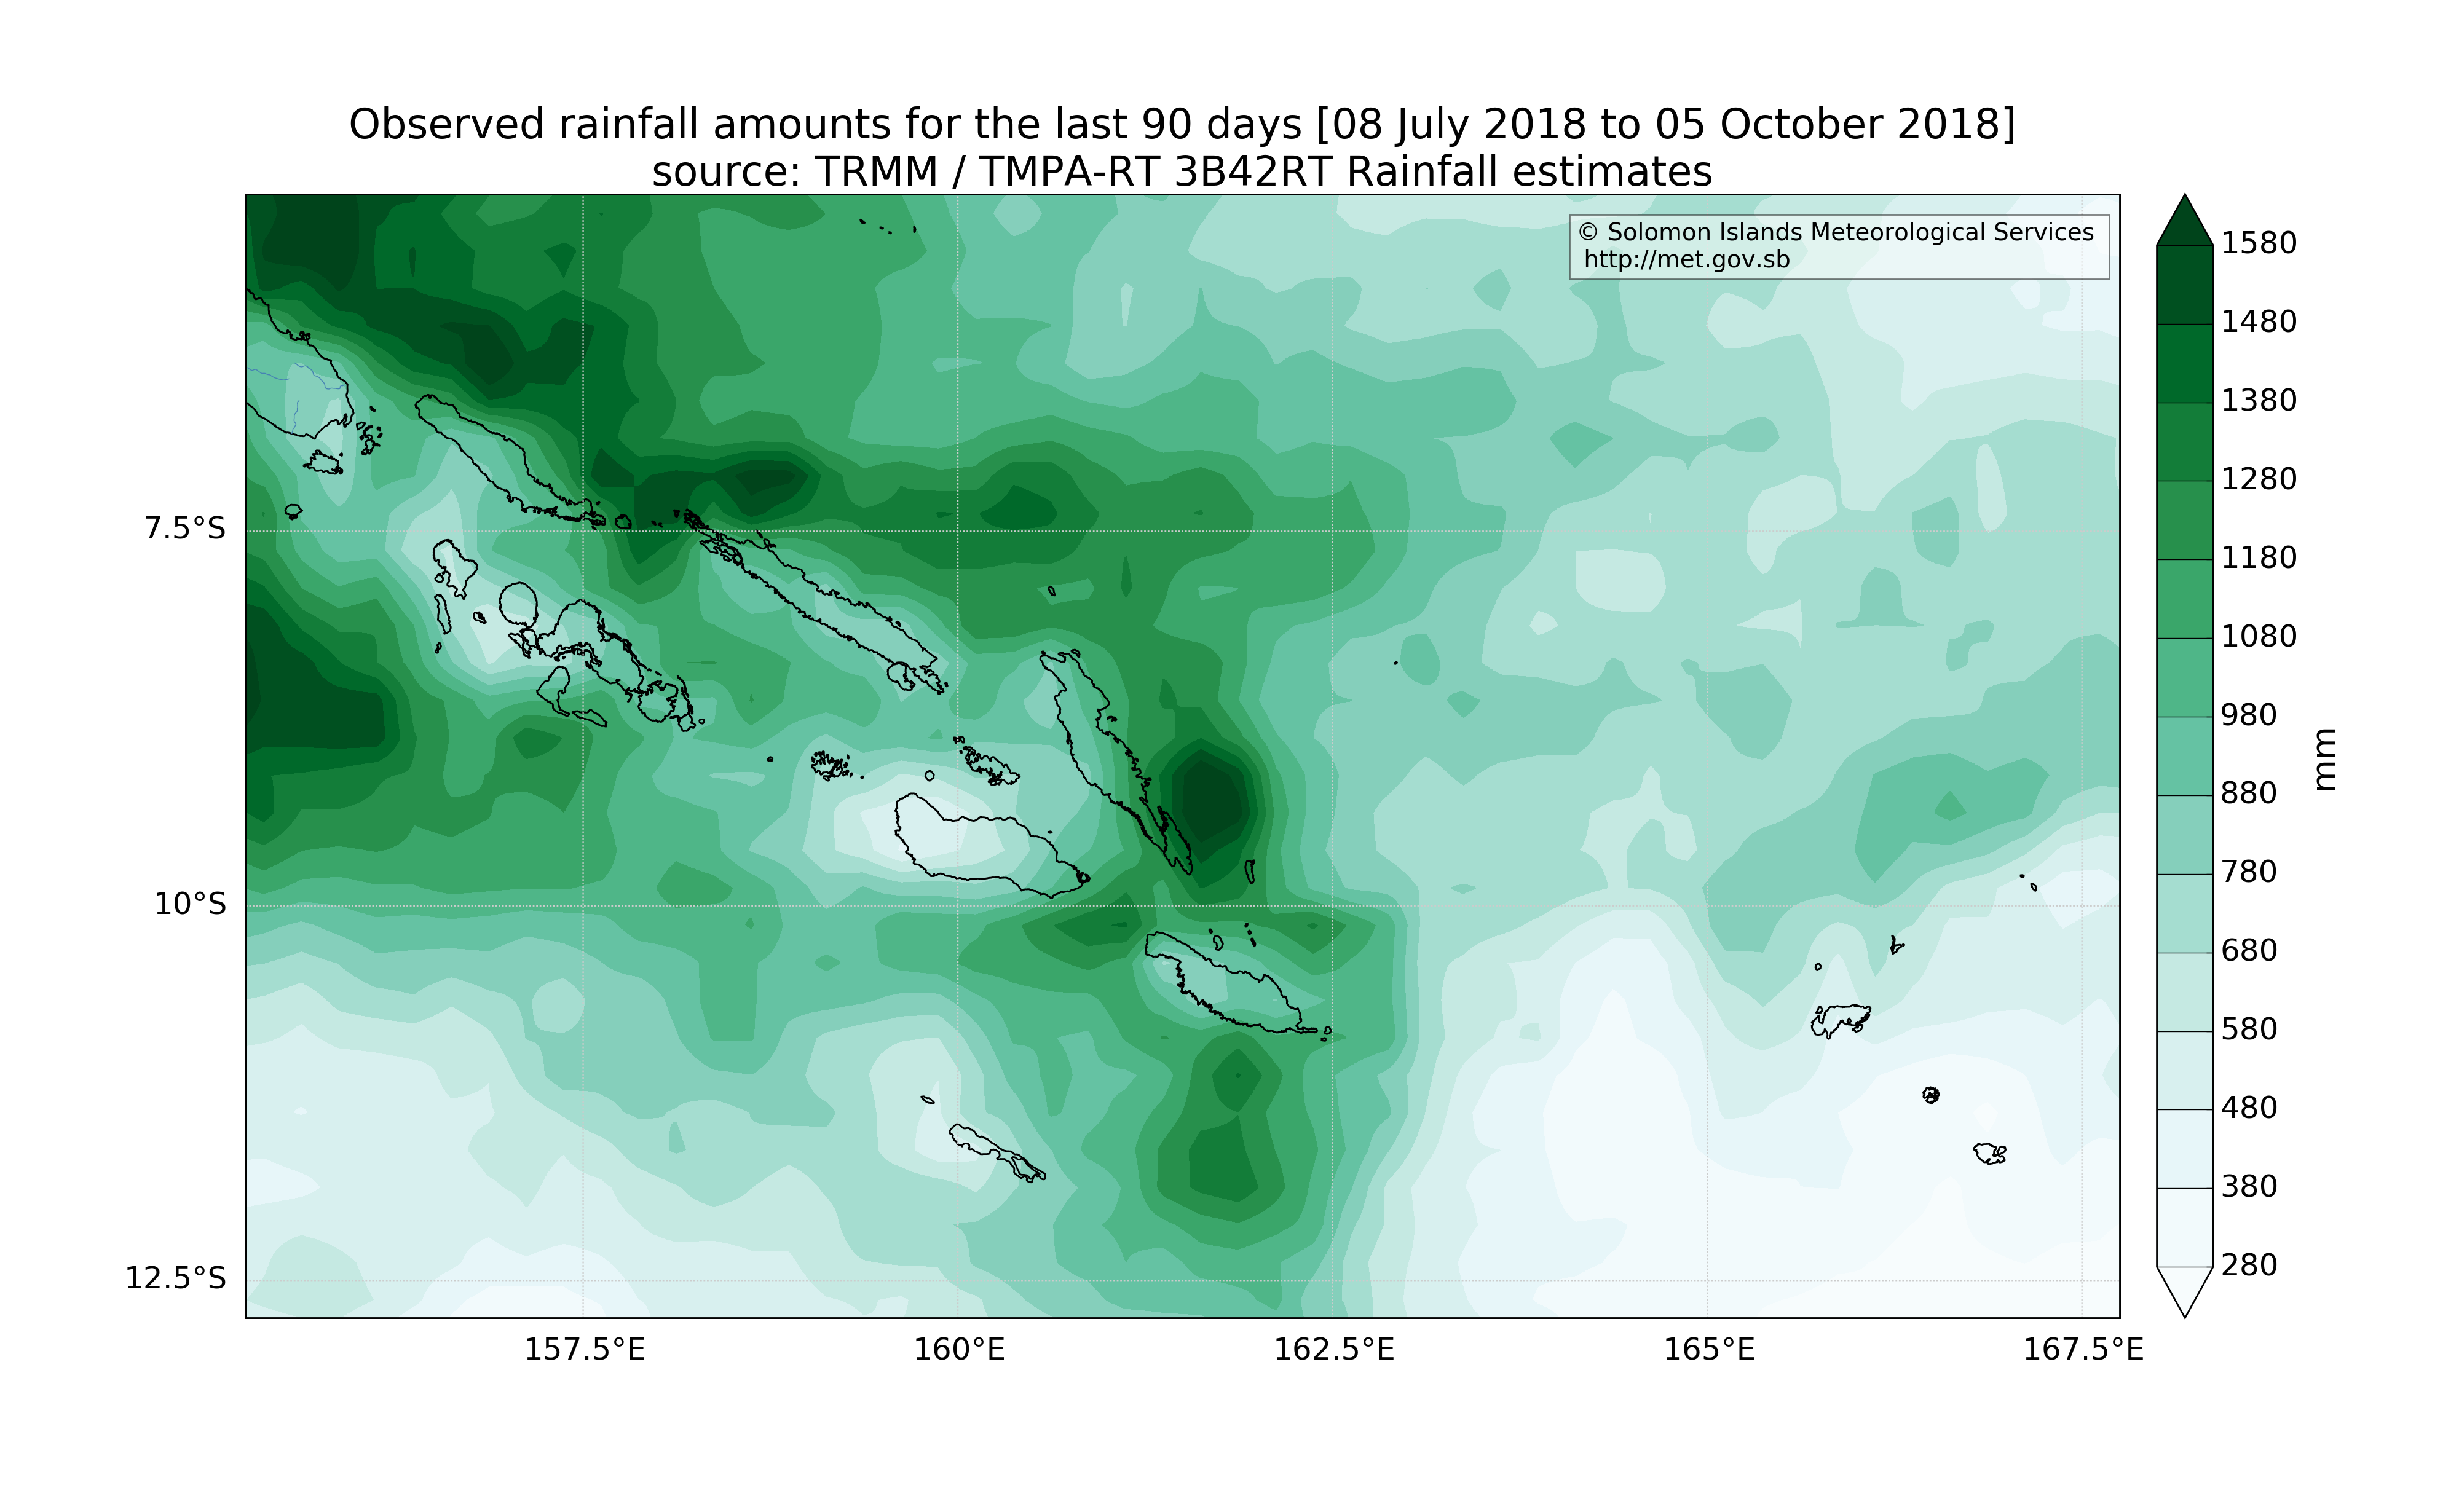 Observed rainfall amounts for the last 90 days [08 July 2018 to 05 October 2018]
source: TRMM / TMPA-RT 3B42RT Rainfall estimates
© Solomon Islands Meteorological Services
http://met.gov.sb
7.5°S
10°S
12.5°S
157.5°E
160°E
162.5°E
165°E
167.5°E
1580
1480
1380
1280
1180
1080
980
880
780
680
580
480
380
280
mm